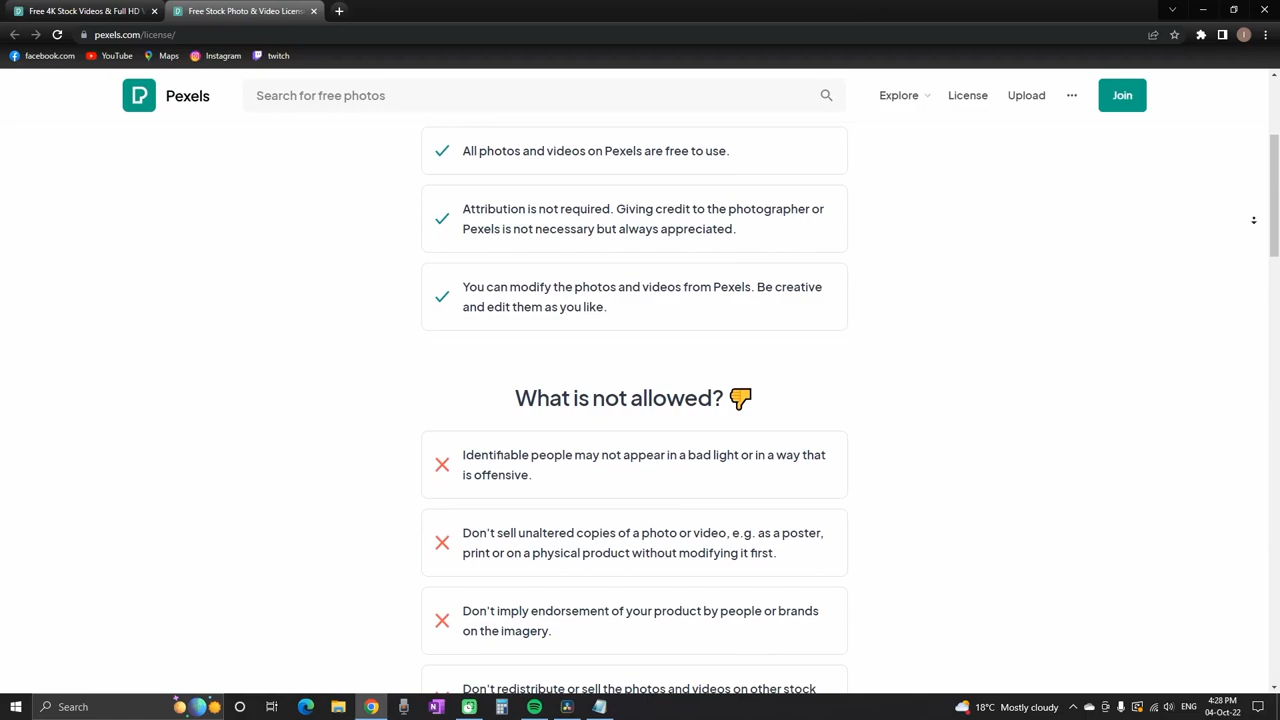 Free 4K Stock Videos & Full HD V
Free Stock Photo & Video Licens
pexels.com/license/
I
facebook.com
YouTube
Maps
Instagram
twitch
Pexels
Search for free photos
Explore
License
Upload
Join
All photos and videos on Pexels are free to use.
Attribution is not required. Giving credit to the photographer or
Pexels is not necessary but always appreciated.
You can modify the photos and videos from Pexels. Be creative
and edit them as you like.
What is not allowed?
Identifiable people may not appear in a bad light or in a way that
is offensive.
Don't sell unaltered copies of a photo or video, e.g. as a poster,
print or on a physical product without modifying it first.
Don't imply endorsement of your product by people or brands
on the imagery.
Don't redistribute or sell the photos and videos on other stock
Search
18°C Mostly cloudy
ENG
4:28 PM
04-Oct-22